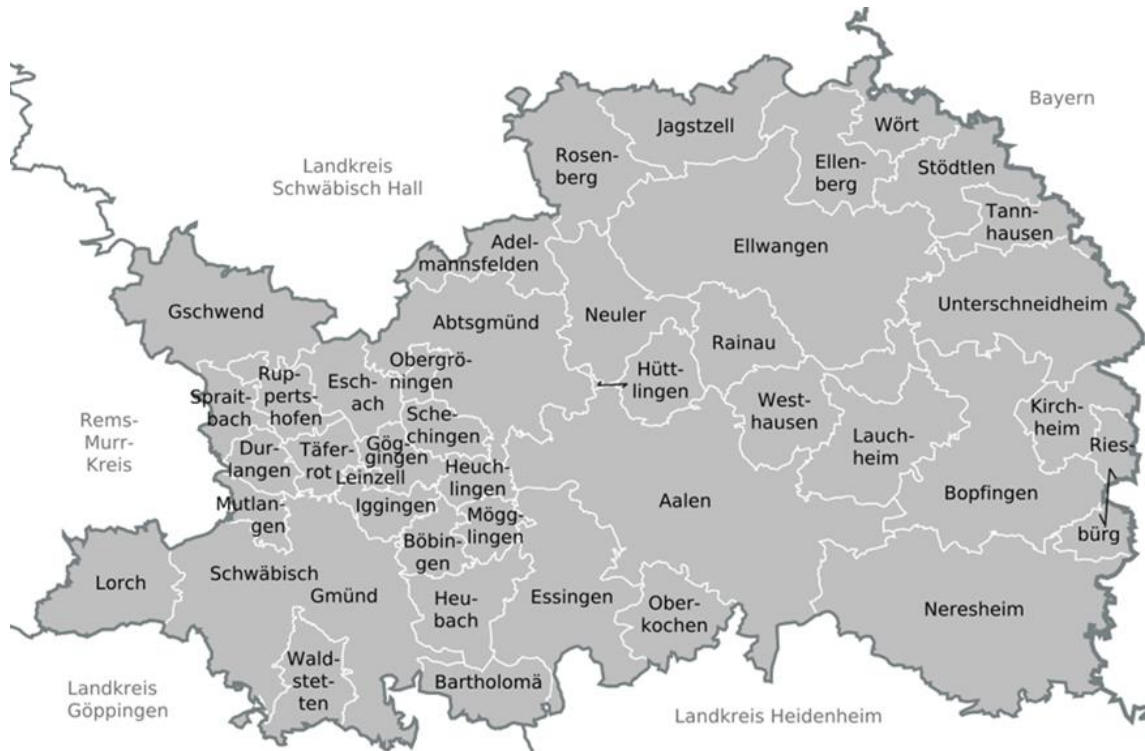 Bayern
Jagstzell
Wört
Rosen-
berg
Ellen-
berg
Stödtlen
Landkreis
Schwäbisch Hall
Tann-
hausen
Adel-
mannsfelden
Ellwangen
Gschwend
Abtsgmünd
Neuler
Unterschneidheim
Rainau
Obergrö-
ningen
Hütt-
lingen
Rup-
perts-
hofen
Esch-
ach
Sprait-
bach
West-
hausen
Kirch-
heim
Sche-
chingen
Rems-
Murr-
Kreis
Lauch-
heim
Ries-
bürg
Dur-
langen
Täfer-
rot
Gög-
gingen
Leinzell
Heuch-
lingen
Aalen
Bopfingen
Mutlan-
gen
Iggingen
Mögg-
lingen
Böbin-
gen
Lorch
Schwäbisch
Gmünd
Heu-
bach
Essingen
Ober-
kochen
Neresheim
Wald-
stet-
ten
Bartholomä
Landkreis
Göppingen
Landkreis Heidenheim